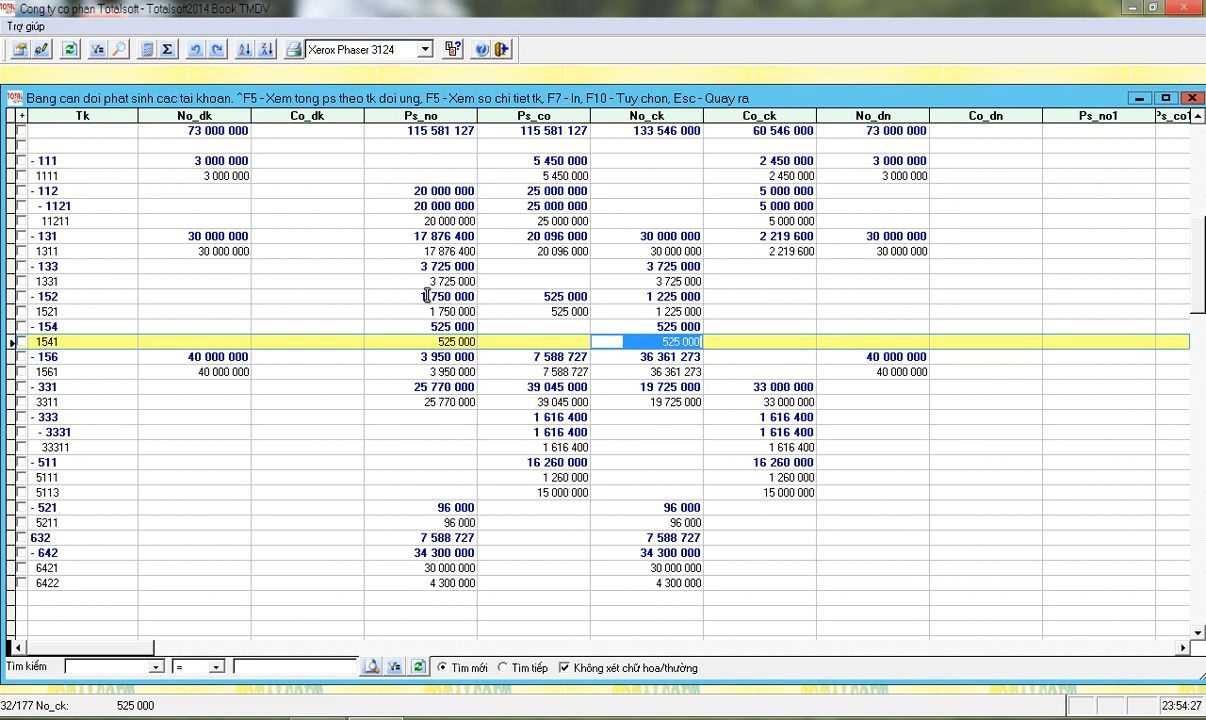 Cong ty co phan Totalsoft - Totalsoft2014 Book TMDV
Trợ giúp
Xerox Phaser 3124
Bang can doi phat sinh cac tai khoan. ^F5 - Xem tong ps theo tk doi ung, F5 - Xem so chi tiet tk, F7 - In, F10 - Tuy chon, Esc - Quay ra
+ Tk No_dk Co_dk Ps_no Ps_co No_ck Co_ck No_dn Co_dn Ps_no1 Ps_co1
73 000 000 115 581 127 115 581 127 133 546 000 60 546 000 73 000 000
- 111 3 000 000 5 450 000 2 450 000 3 000 000
1111 3 000 000 5 450 000 2 450 000 3 000 000
- 112 20 000 000 25 000 000 5 000 000
- 1121 20 000 000 25 000 000 5 000 000
11211 20 000 000 25 000 000 5 000 000
- 131 30 000 000 17 876 400 20 096 000 30 000 000 2 219 600 30 000 000
1311 30 000 000 17 876 400 20 096 000 30 000 000 2 219 600 30 000 000
- 133 3 725 000 3 725 000
1331 3 725 000 3 725 000
- 152 1 750 000 525 000 1 225 000
1521 1 750 000 525 000 1 225 000
- 154 525 000 525 000
1541 525 000 525 000
- 156 40 000 000 3 950 000 7 588 727 36 361 273 40 000 000
1561 40 000 000 3 950 000 7 588 727 36 361 273 40 000 000
- 331 25 770 000 39 045 000 19 725 000 33 000 000
3311 25 770 000 39 045 000 19 725 000 33 000 000
- 333 1 616 400 1 616 400
- 3331 1 616 400 1 616 400
33311 1 616 400 1 616 400
- 511 16 260 000 16 260 000
5111 1 260 000 1 260 000
5113 15 000 000 15 000 000
- 521 96 000 96 000
5211 96 000 96 000
632 7 588 727 7 588 727
- 642 34 300 000 34 300 000
6421 30 000 000 30 000 000
6422 4 300 000 4 300 000
Tìm kiếm = Tìm mới Tìm tiếp Không xét chữ hoa/thường
32/177 No_ck: 525 000 23:54:27